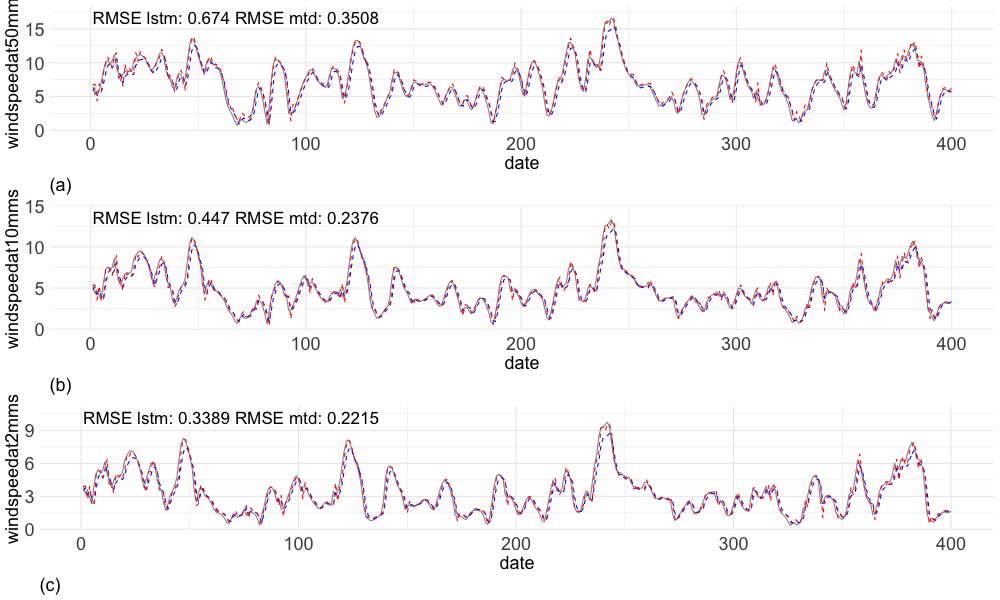 RMSE lstm: 0.674 RMSE mtd: 0.3508
windspeedat50mms
15
10
5
0
0 100 200 300 400
date
(a)
RMSE lstm: 0.447 RMSE mtd: 0.2376
windspeedat10mms
15
10
5
0
0 100 200 300 400
date
(b)
RMSE lstm: 0.3389 RMSE mtd: 0.2215
windspeedat2mms
9
6
3
0
0 100 200 300 400
date
(c)